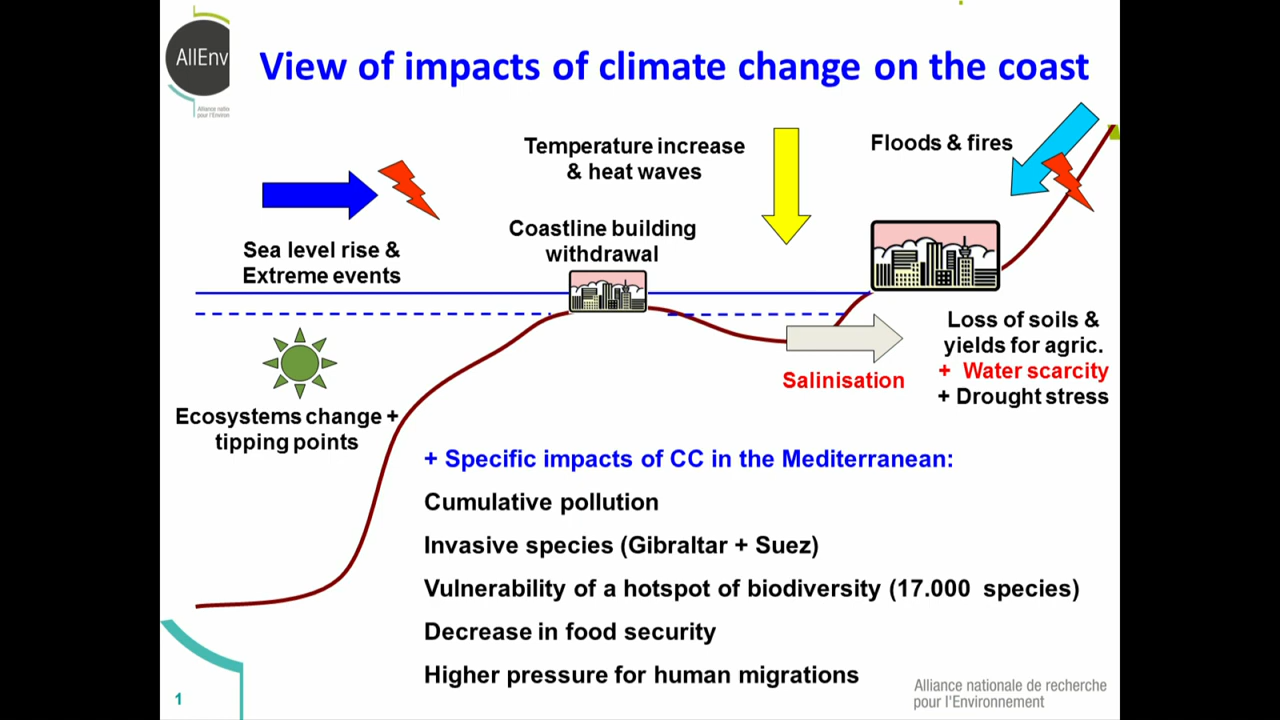 AllEnv
Alliance natio
pour l'Environ
View of impacts of climate change on the coast
Temperature increase
& heat waves
Floods & fires
Sea level rise &
Extreme events
Coastline building
withdrawal
Loss of soils &
yields for agric.
+ Water scarcity
+ Drought stress
Salinisation
Ecosystems change +
tipping points
+ Specific impacts of CC in the Mediterranean:
Cumulative pollution
Invasive species (Gibraltar + Suez)
Vulnerability of a hotspot of biodiversity (17.000 species)
Decrease in food security
Higher pressure for human migrations
Alliance nationale de recherche
pour l'Environnement
1